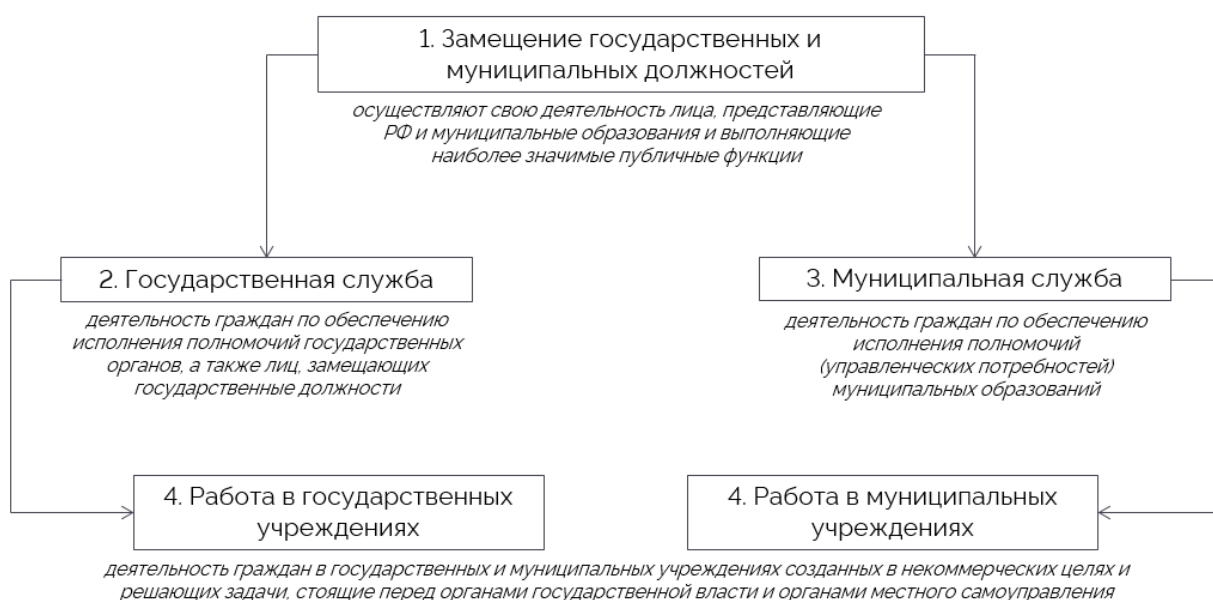 1. Замещение государственных и
муниципальных должностей
осуществляют свою деятельность лица, представляющие
РФ и муниципальные образования и выполняющие
наиболее значимые публичные функции
2. Государственная служба
деятельность граждан по обеспечению
исполнения полномочий государственных
органов, а также лиц, замещающих
государственные должности
3. Муниципальная служба
деятельность граждан по обеспечению
исполнения полномочий
(управленческих потребностей)
муниципальных образований
4. Работа в государственных
учреждениях
4. Работа в муниципальных
учреждениях
деятельность граждан в государственных и муниципальных учреждениях созданных в некоммерческих целях и
решающих задачи, стоящие перед органами государственной власти и органами местного самоуправления